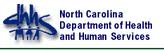 dhhs
North Carolina
Department of Health
and Human Services